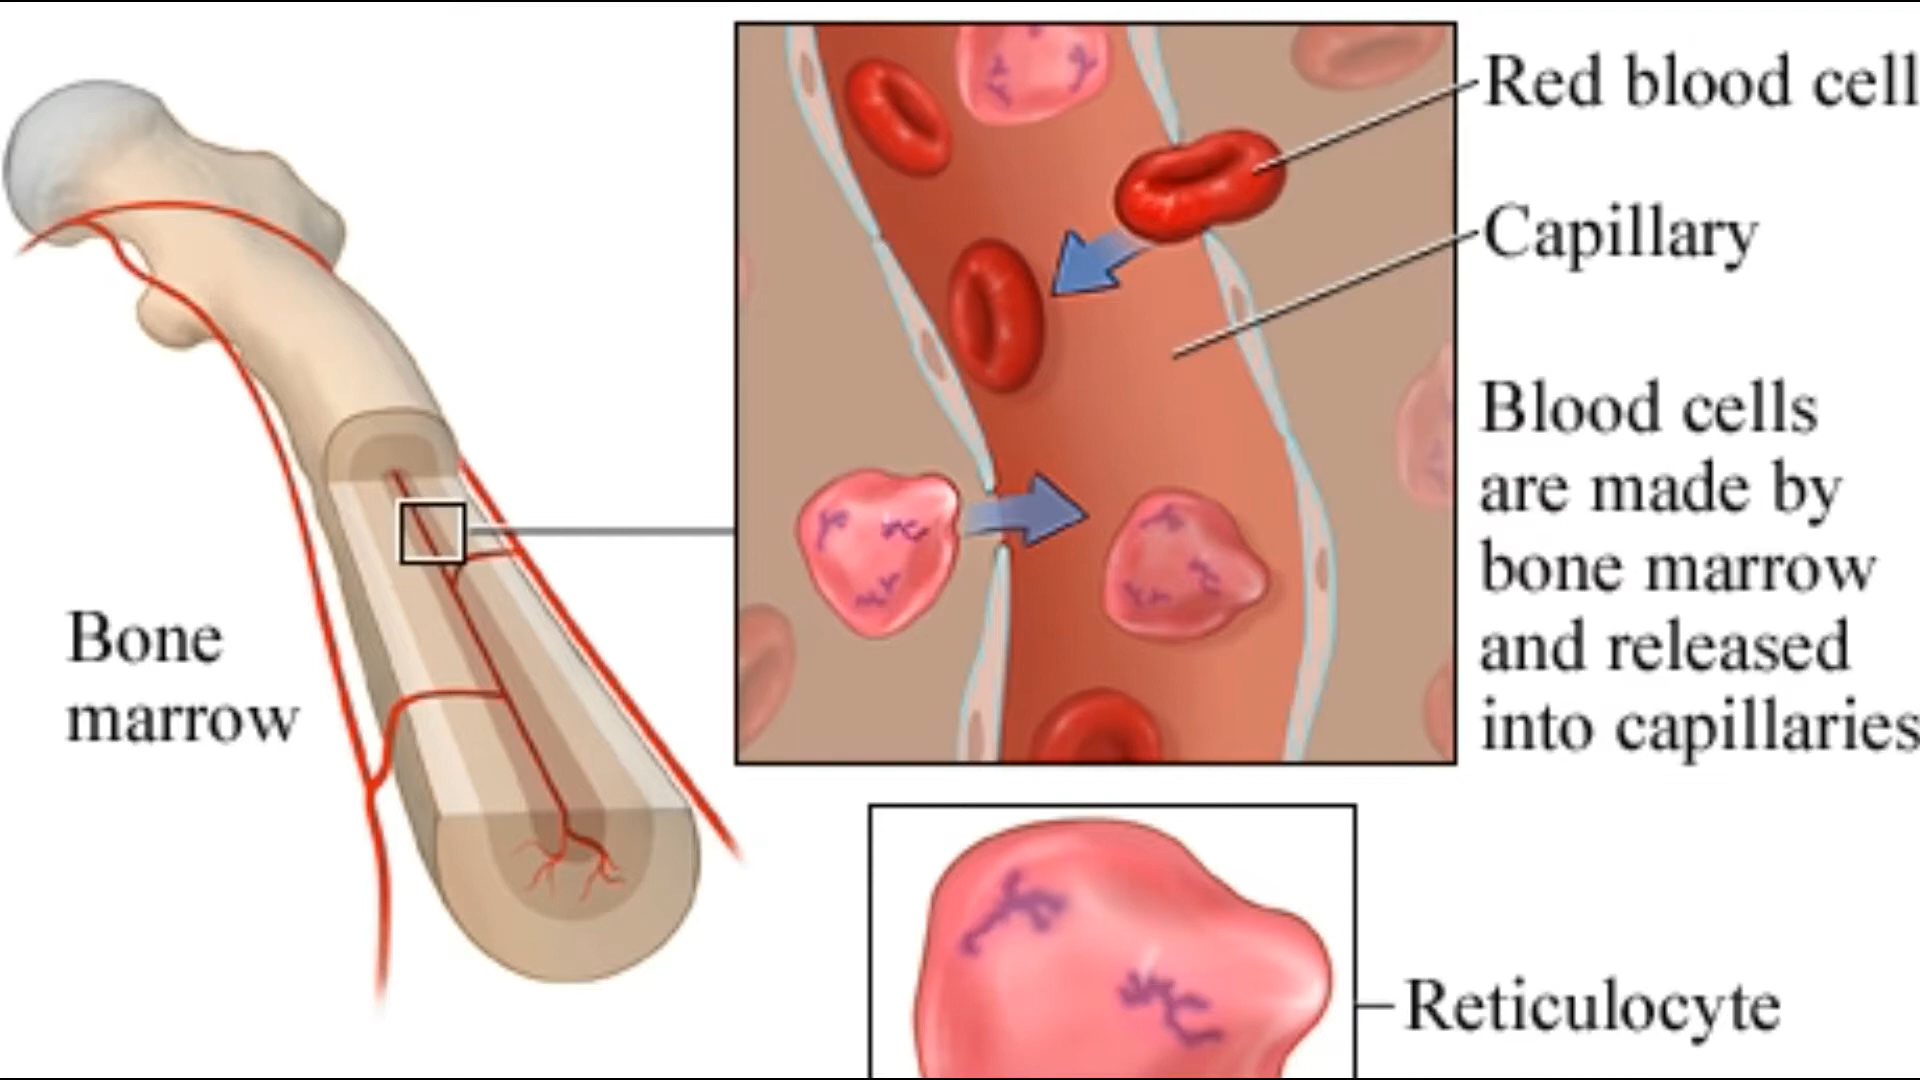 Red blood cell
Capillary
Blood cells
are made by
bone marrow
and released
into capillaries
Bone
marrow
Reticulocyte